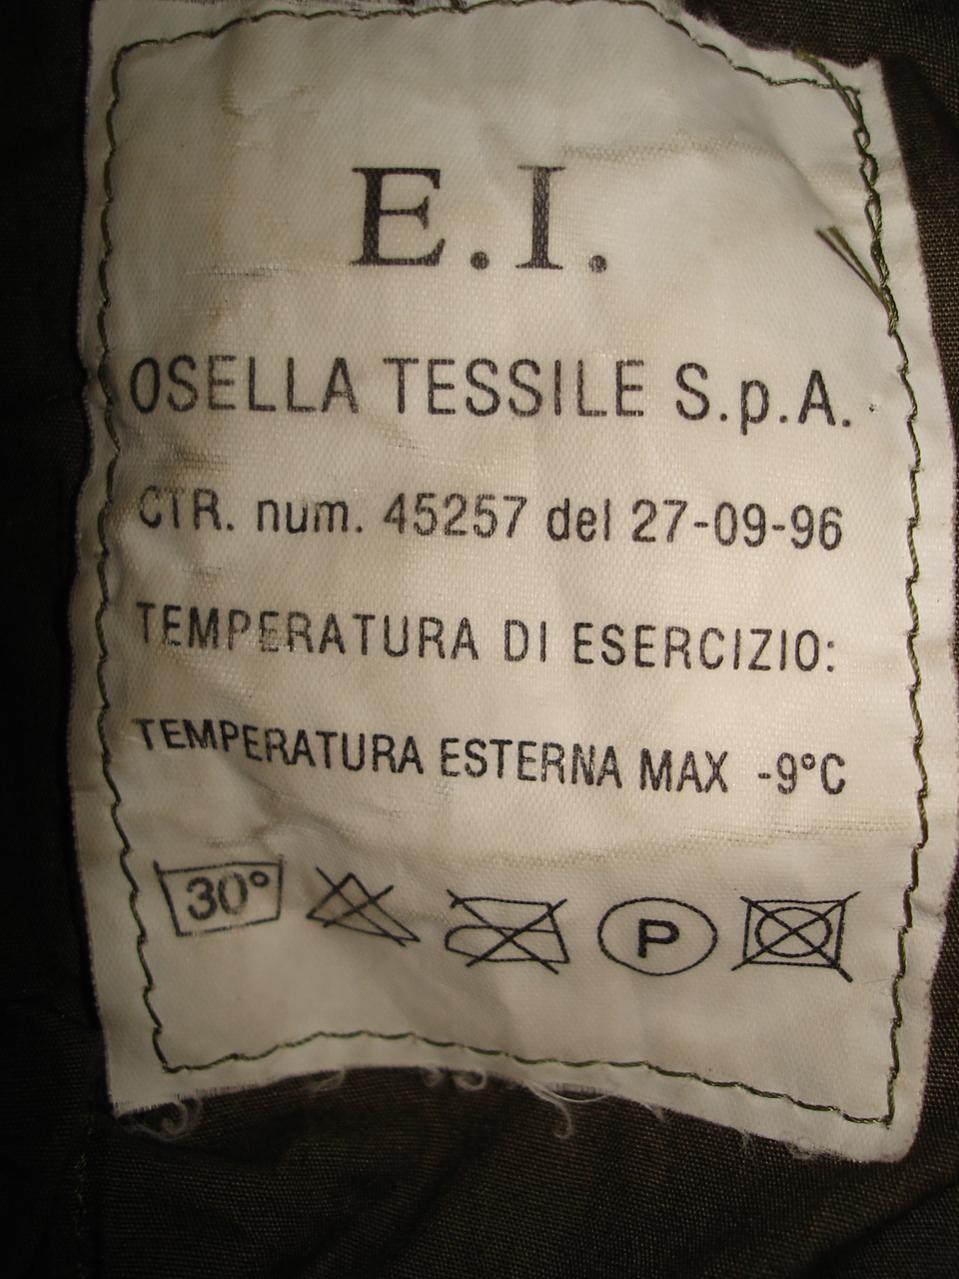 E.I.
OSELLA TESSILE S.p.A.
CTR. num. 45257 del 27-09-96
TEMPERATURA DI ESERCIZIO:
TEMPERATURA ESTERNA MAX -9°C
30° P